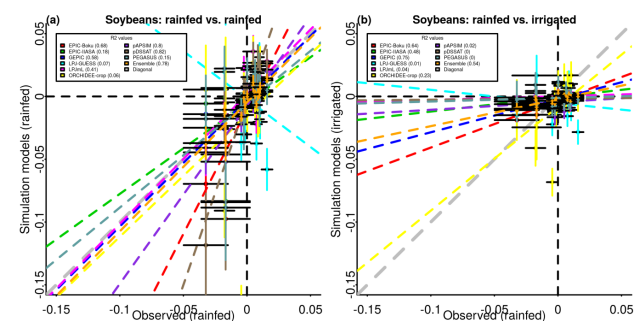 (a) Soybeans: rainfed vs. rainfed
R2 values
EPIC-Boku (0.68)
EPIC-IIASA (0.18)
GEPIC (0.58)
LPJ-GUESS (0.07)
LPJmL (0.41)
ORCHIDEE-crop (0.06)
pAPSIM (0.8)
pDSSAT (0.82)
PEGASUS (0.15)
Ensemble (0.76)
Diagonal
Simulation models (rainfed)
0.05
0
-0.05
-0.1
-0.15
-0.15 -0.1 -0.05 0 0.05
Observed (rainfed)
(b) Soybeans: rainfed vs. irrigated
R2 values
EPIC-Boku (0.64)
EPIC-IIASA (0.48)
GEPIC (0.75)
LPJ-GUESS (0.01)
LPJmL (0.04)
ORCHIDEE-crop (0.23)
pAPSIM (0.02)
pDSSAT (0)
PEGASUS (0)
Ensemble (0.54)
Diagonal
Simulation models (irrigated)
0.05
0
-0.05
-0.1
-0.15
-0.15 -0.1 -0.05 0 0.05
Observed (rainfed)